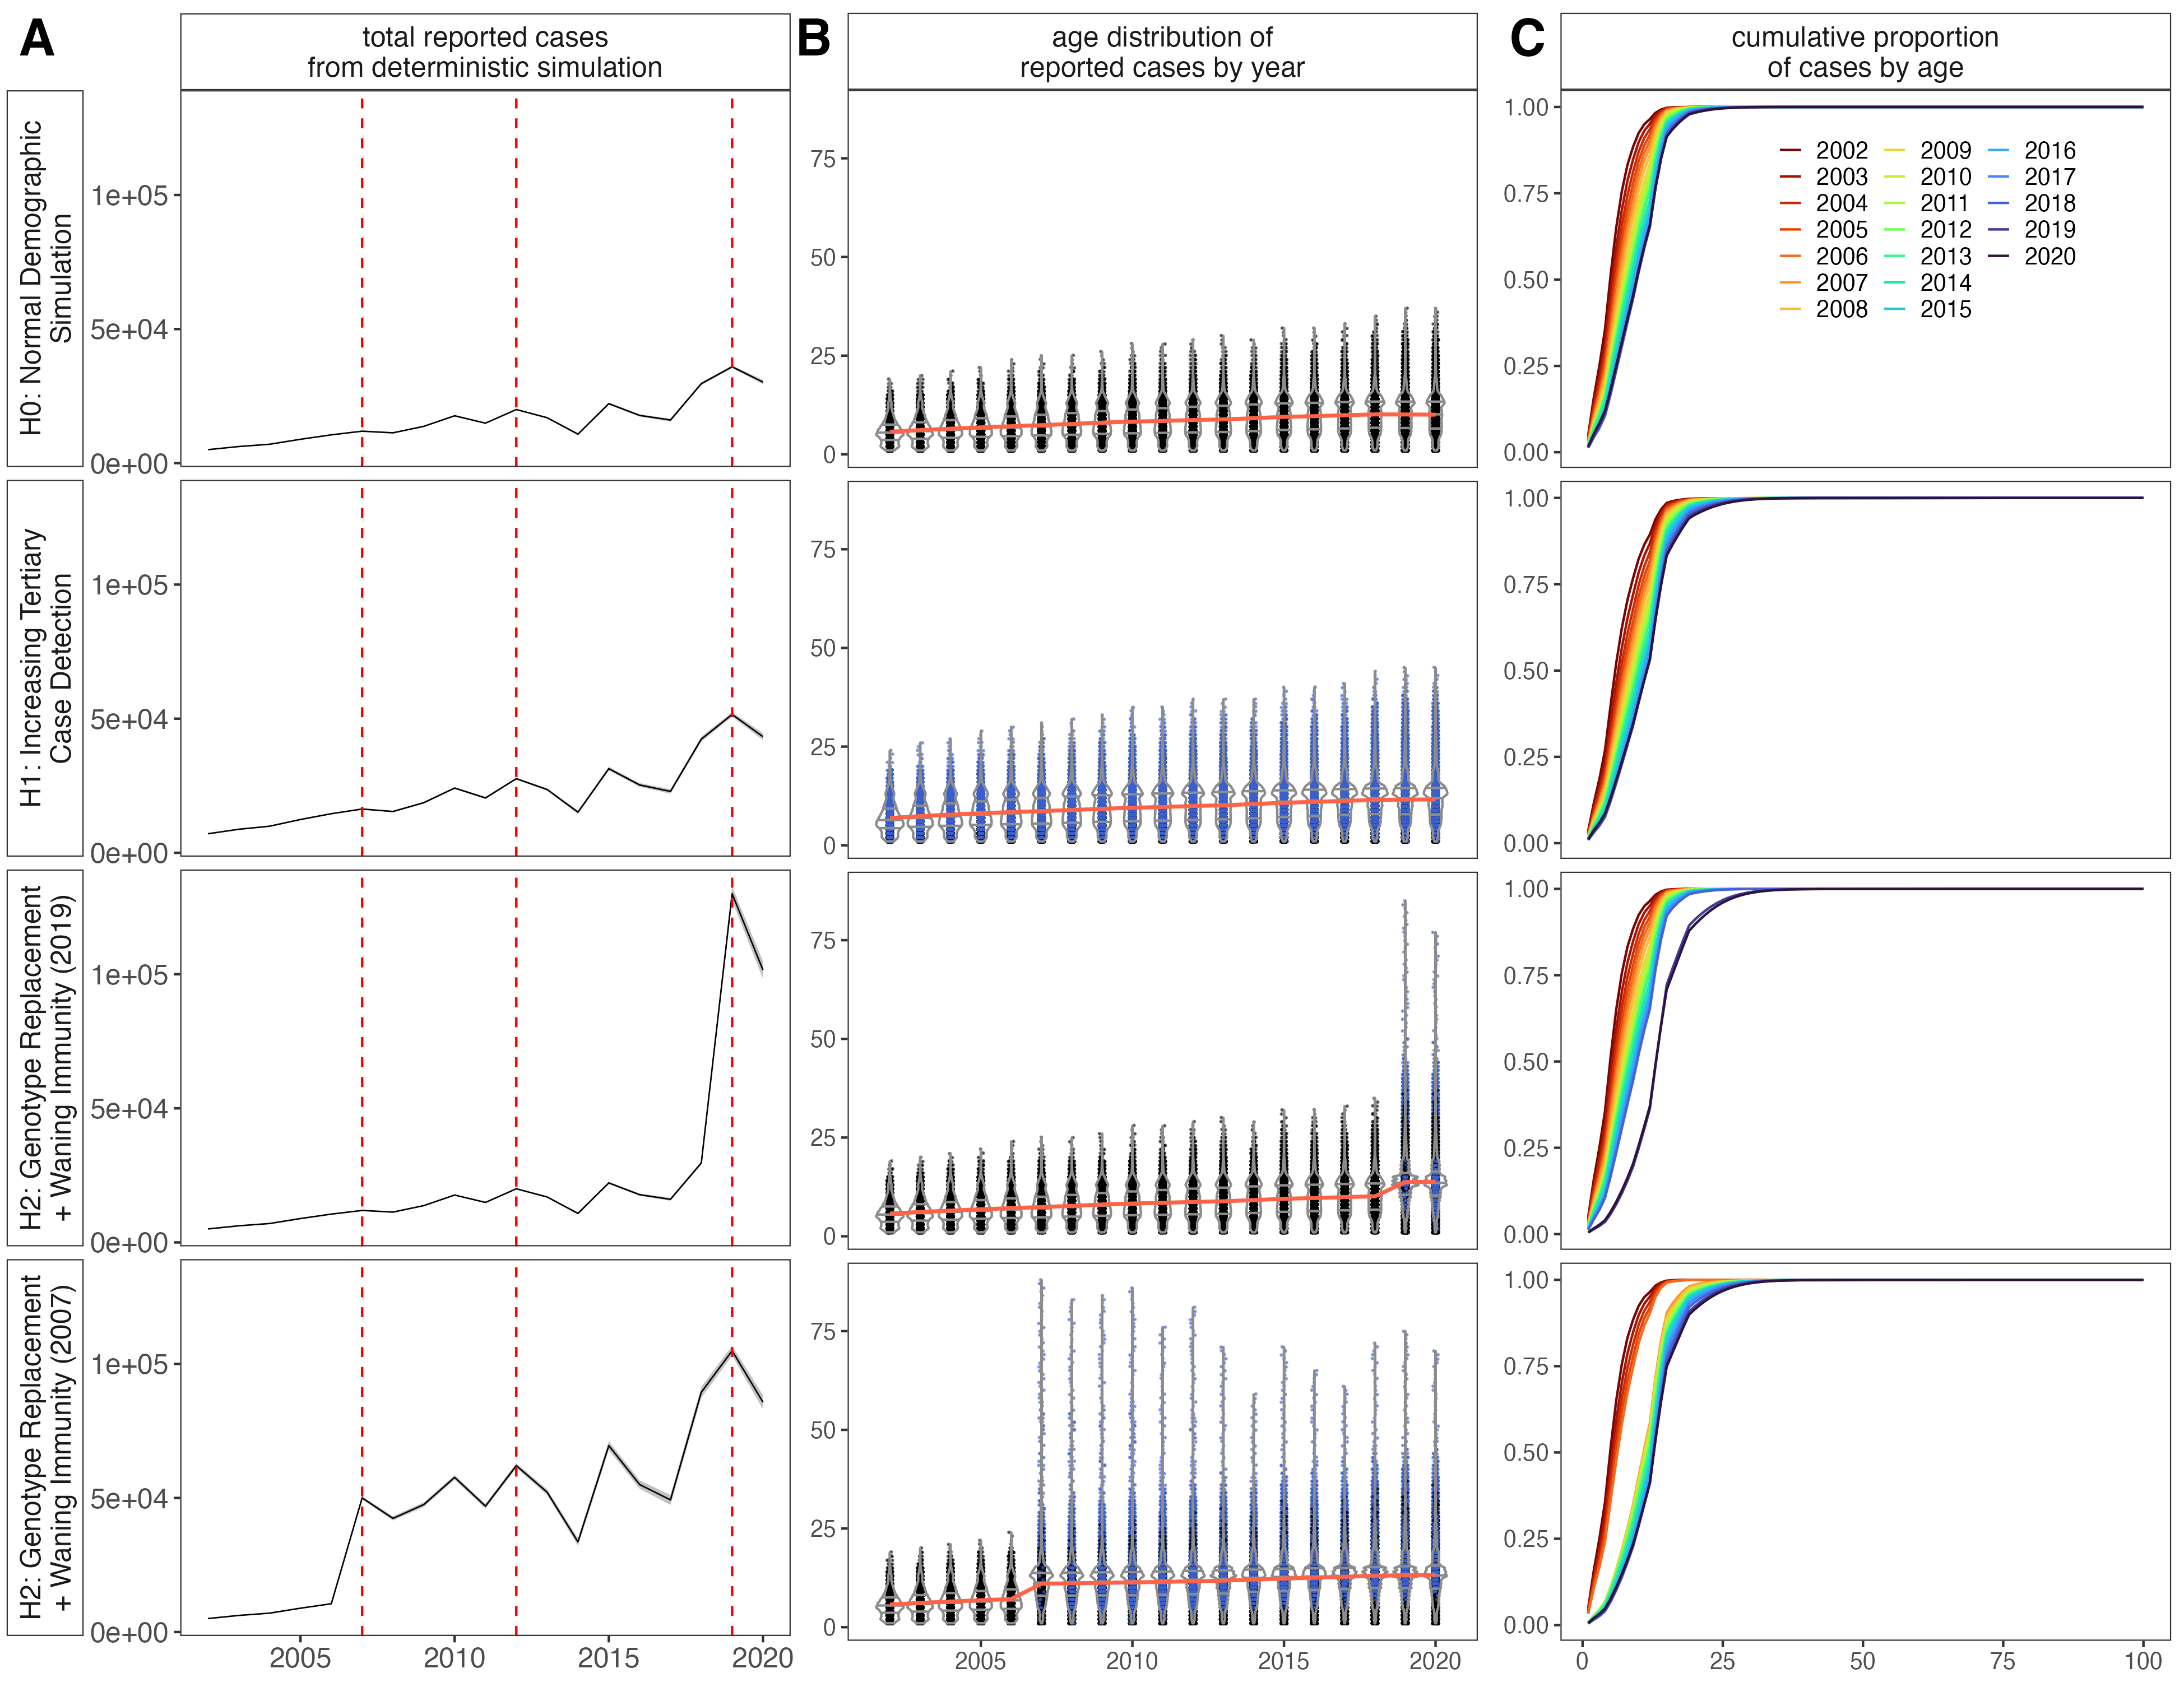 A
total reported cases
from deterministic simulation
B
age distribution of
reported cases by year
C
cumulative proportion
of cases by age
H0: Normal Demographic
Simulation
1e+05
5e+04
0e+00
75
50
25
0
1.00
0.75
0.50
0.25
0.00
2002
2003
2004
2005
2006
2007
2008
2009
2010
2011
2012
2013
2014
2015
2016
2017
2018
2019
2020
H1: Increasing Tertiary
Case Detection
1e+05
5e+04
0e+00
75
50
25
0
1.00
0.75
0.50
0.25
0.00
H2: Genotype Replacement
+ Waning Immunity (2019)
1e+05
5e+04
0e+00
75
50
25
0
1.00
0.75
0.50
0.25
0.00
H2: Genotype Replacement
+ Waning Immunity (2007)
1e+05
5e+04
0e+00
75
50
25
0
1.00
0.75
0.50
0.25
0.00
2005 2010 2015 2020
2005 2010 2015 2020
0 25 50 75 100